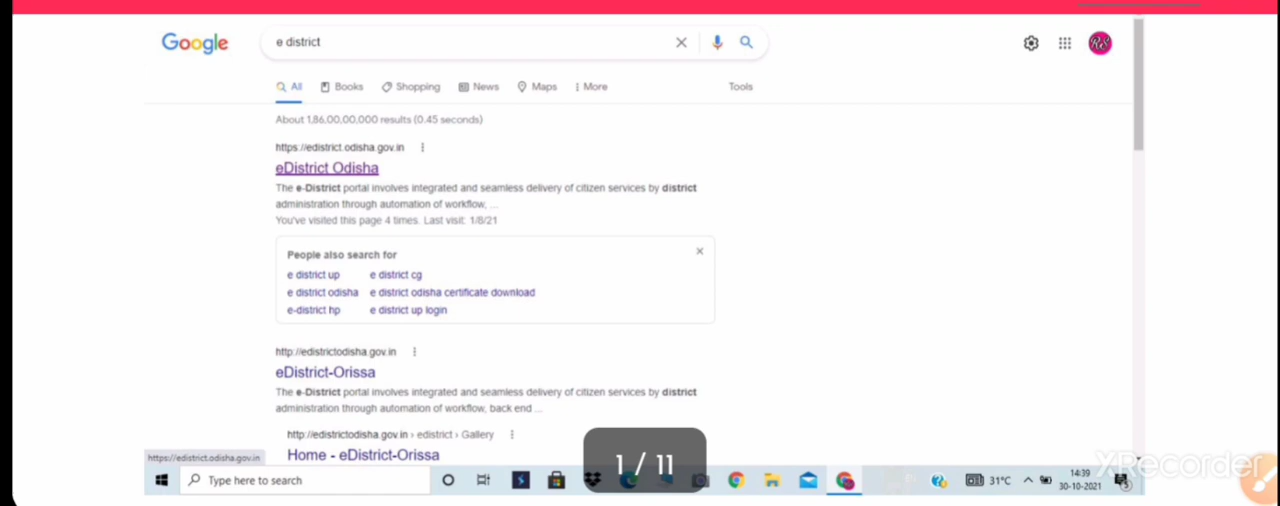 Google
e district
All Books Shopping News Maps More Tools
About 1,86,00,00,000 results (0.45 seconds)
https://edistrict.odisha.gov.in
eDistrict Odisha
The e-District portal involves integrated and seamless delivery of citizen services by district
administration through automation of workflow, ...
You've visited this page 4 times. Last visit: 1/8/21
People also search for
e district up e district cg
e district odisha e district odisha certificate download
e-district hp e district up login
http://edistrictodisha.gov.in
eDistrict-Orissa
The e-District portal involves integrated and seamless delivery of citizen services by district
administration through automation of workflow, back end ...
http://edistrictodisha.gov.in › edistrict › Gallery
Home - eDistrict-Orissa
https://edistrict.odisha.gov.in
1 / 11
XRecorder
Type here to search
31°C
14:39
30-10-2021
RS